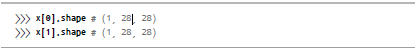 >>> x[0].shape # (1, 28, 28)
>>> x[1].shape # (1, 28, 28)